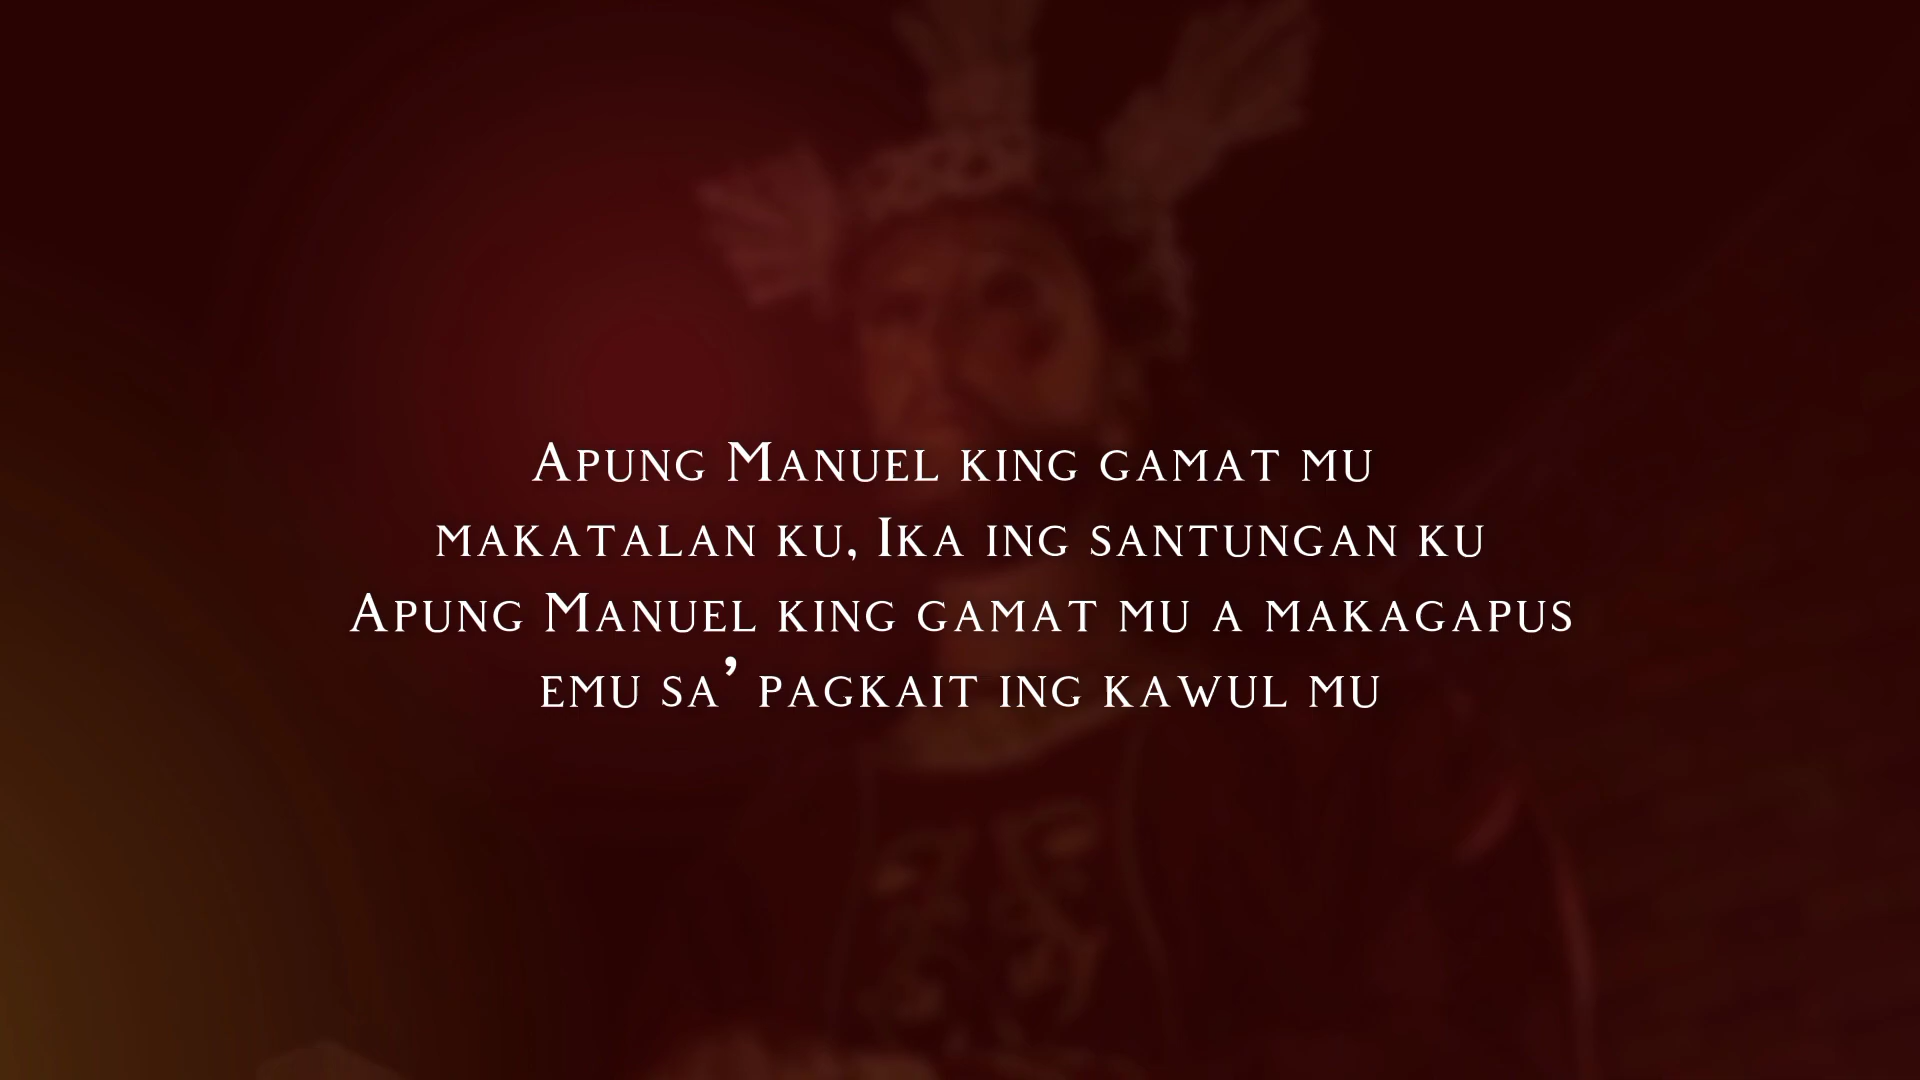 Apung Manuel king gamat mu
makatalan ku, Ika ing santungan ku
Apung Manuel king gamat mu a makagapus
emu sa’ pagkait ing kawul mu